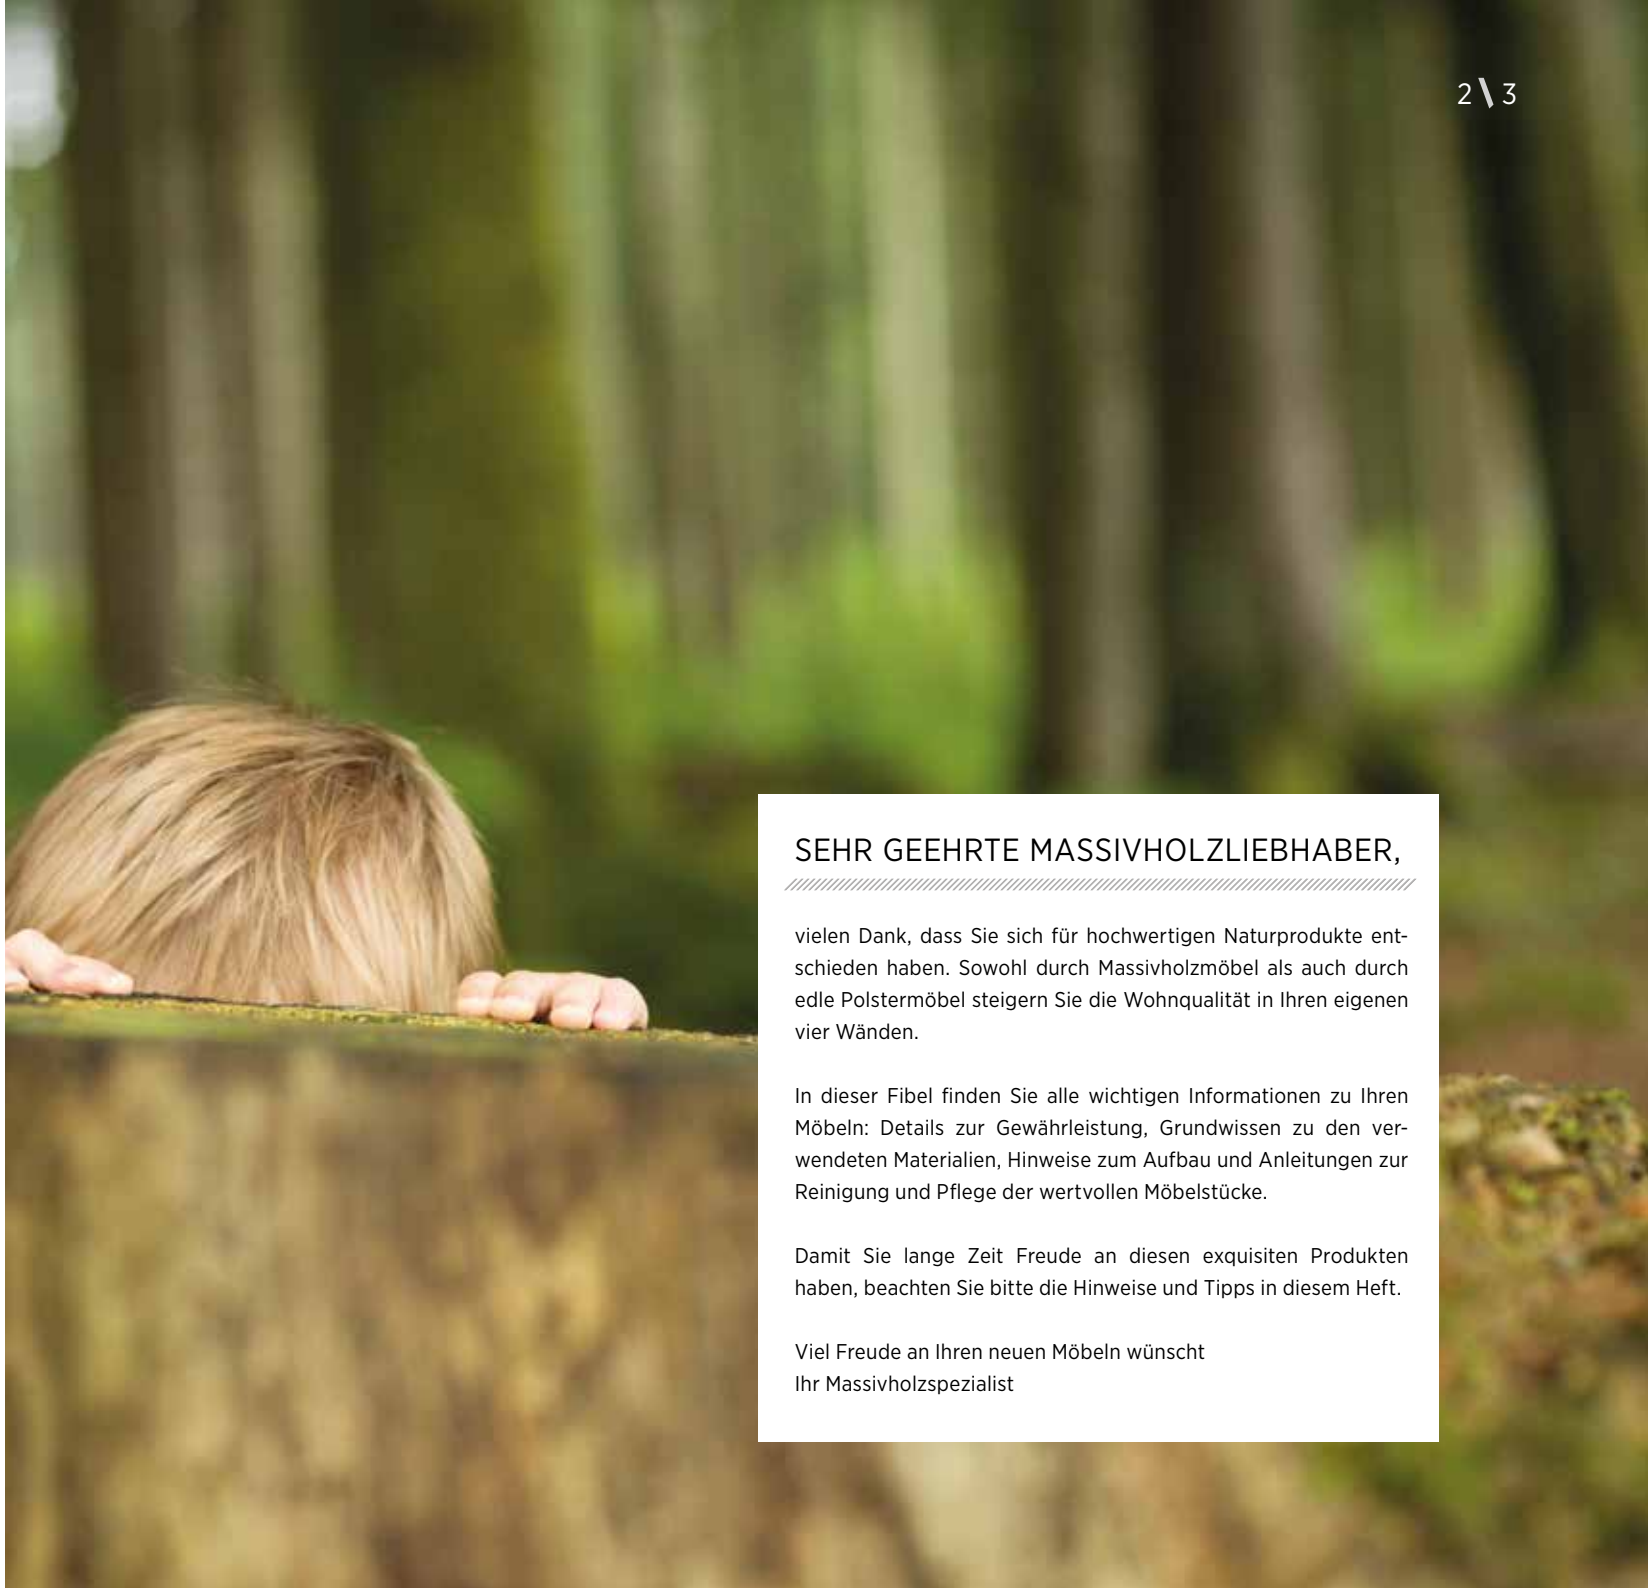 2 \ 3
SEHR GEEHRTE MASSIVHOLZLIEBHABER,
vielen Dank, dass Sie sich für hochwertigen Naturprodukte ent-
schieden haben. Sowohl durch Massivholzmöbel als auch durch
edle Polstermöbel steigern Sie die Wohnqualität in Ihren eigenen
vier Wänden.
In dieser Fibel finden Sie alle wichtigen Informationen zu Ihren
Möbeln: Details zur Gewährleistung, Grundwissen zu den ver-
wendeten Materialien, Hinweise zum Aufbau und Anleitungen zur
Reinigung und Pflege der wertvollen Möbelstücke.
Damit Sie lange Zeit Freude an diesen exquisiten Produkten
haben, beachten Sie bitte die Hinweise und Tipps in diesem Heft.
Viel Freude an Ihren neuen Möbeln wünscht
Ihr Massivholzspezialist